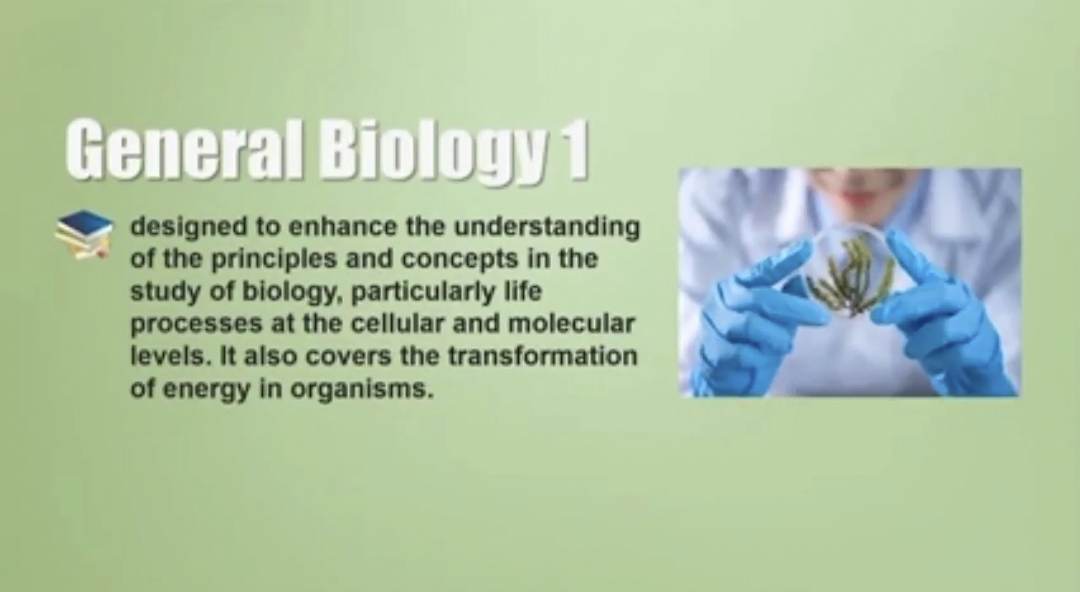 General Biology 1
designed to enhance the understanding
of the principles and concepts in the
study of biology, particularly life
processes at the cellular and molecular
levels. It also covers the transformation
of energy in organisms.